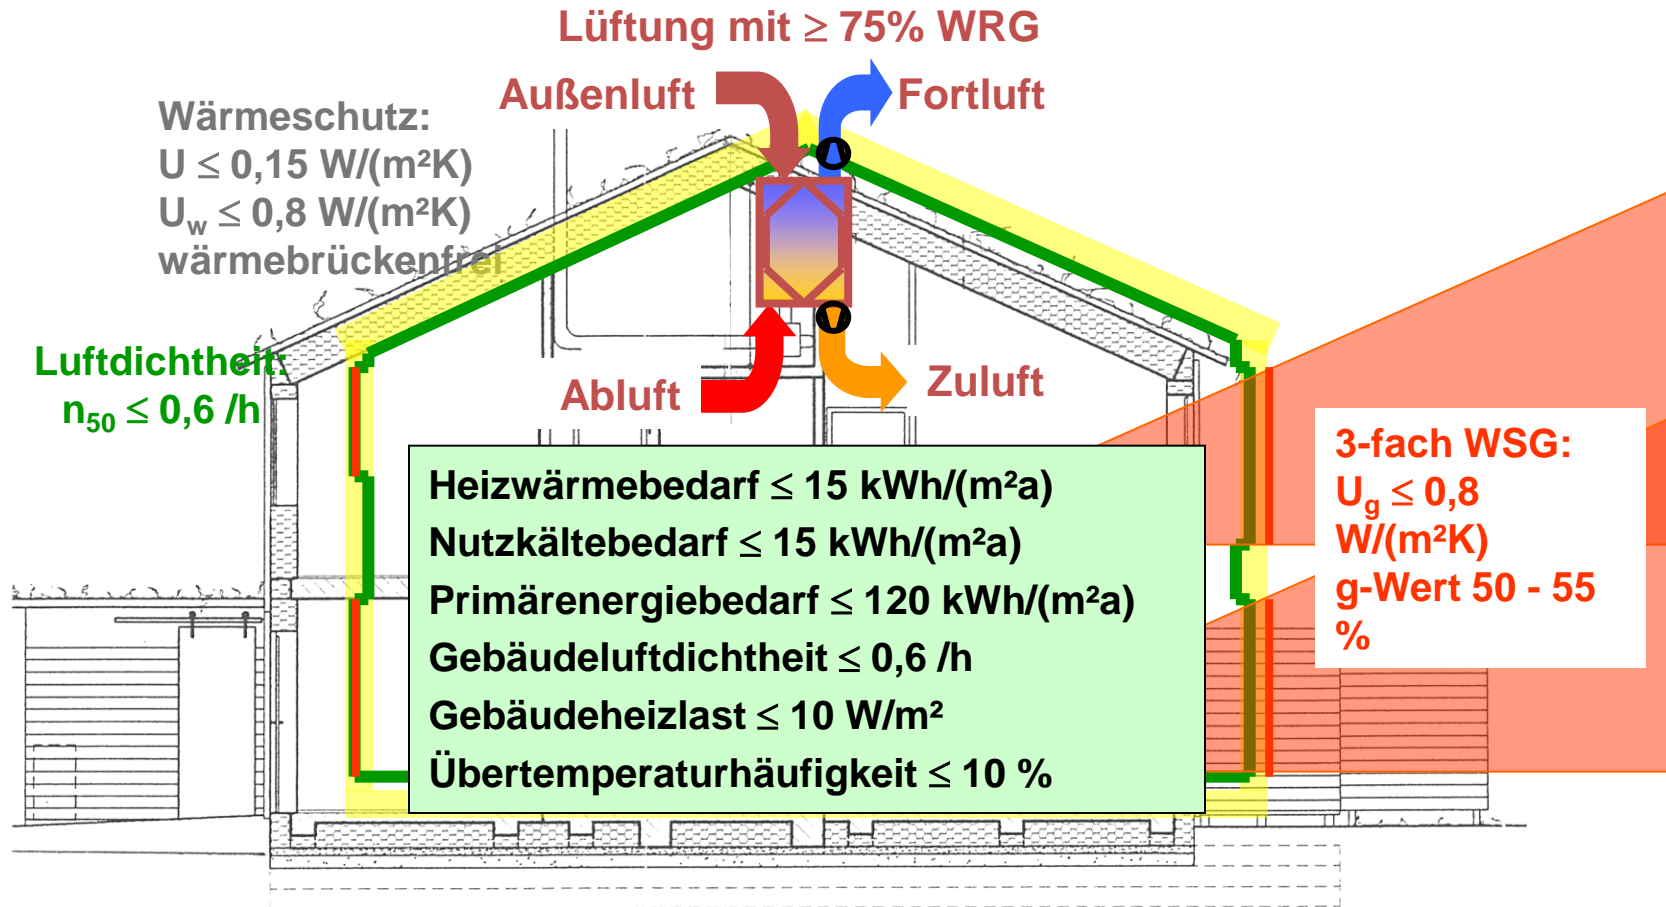 Lüftung mit ≥ 75% WRG
Außenluft
Fortluft
Wärmeschutz:
U ≤ 0,15 W/(m²K)
Uw ≤ 0,8 W/(m²K)
wärmebrückenfrei
Luftdichtheit:
n50 ≤ 0,6 /h
Abluft
Zuluft
Heizwärmebedarf ≤ 15 kWh/(m²a)
Nutzkältebedarf ≤ 15 kWh/(m²a)
Primärenergiebedarf ≤ 120 kWh/(m²a)
Gebäudeluftdichtheit ≤ 0,6 /h
Gebäudeheizlast ≤ 10 W/m²
Übertemperaturhäufigkeit ≤ 10 %
3-fach WSG:
Ug ≤ 0,8
W/(m²K)
g-Wert 50 - 55
%